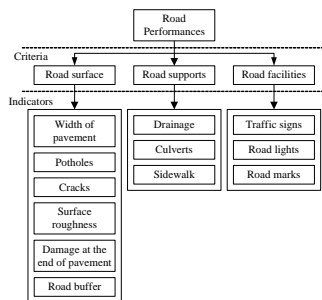 Road
Performances
Criteria
Road surface
Road supports
Road facilities
Indicators
Width of
pavement
Potholes
Cracks
Surface
roughness
Damage at the
end of pavement
Road buffer
Drainage
Culverts
Sidewalk
Traffic signs
Road lights
Road marks